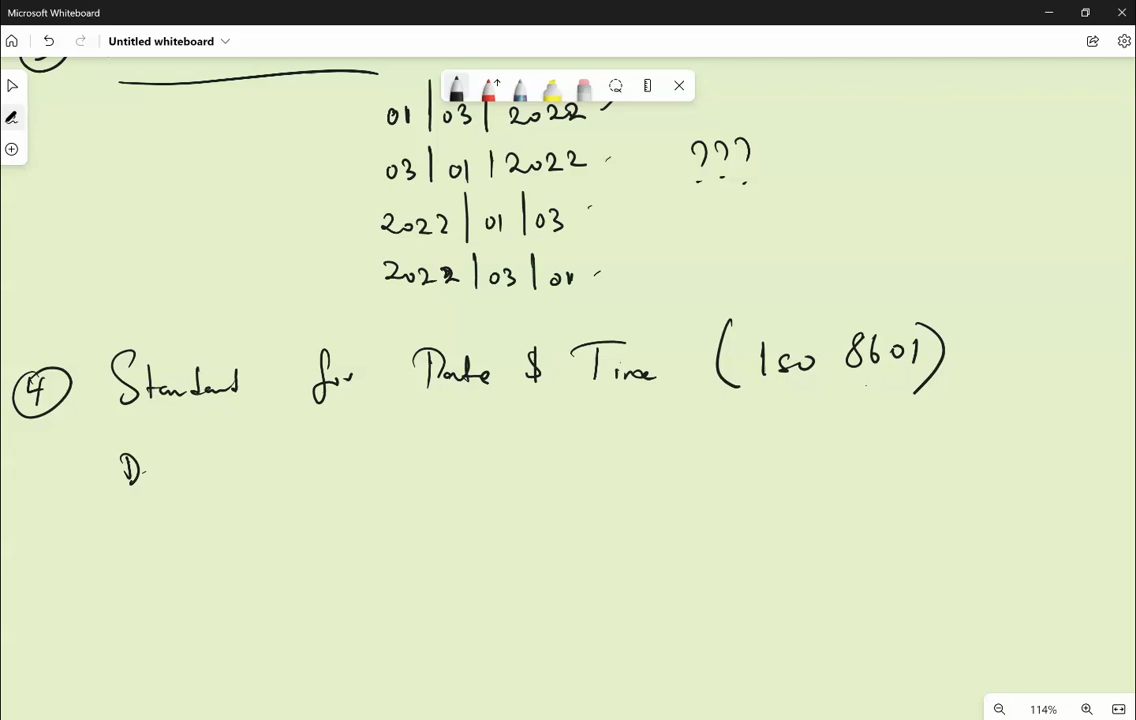 Microsoft Whiteboard
Untitled whiteboard
01 | 03 | 2022
03 | 01 | 2022
???
2022 | 01 | 03
2022 | 03 | 01
4 Standard for Date & Time (ISO 8601)
D
114%